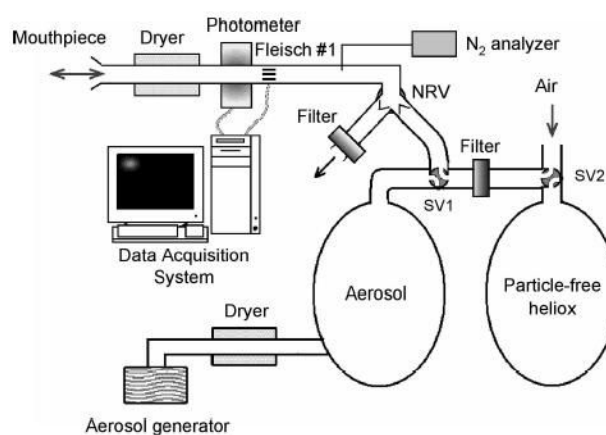 Photometer
Mouthpiece
Dryer
Fleisch #1
N₂ analyzer
NRV
Air
Filter
Filter
SV1
SV2
Data Acquisition
System
Aerosol
Particle-free
heliox
Dryer
Aerosol generator